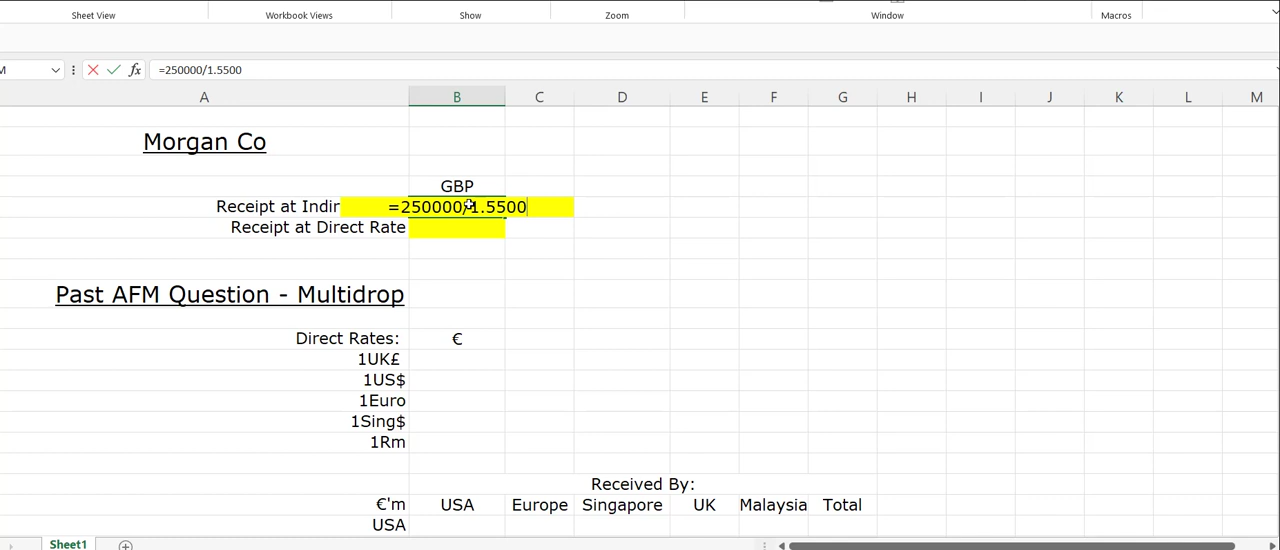 Sheet View Workbook Views Show Zoom Window Macros
=250000/1.5500
A B C D E F G H I J K L M
Morgan Co
GBP
Receipt at Indir =250000/1.5500
Receipt at Direct Rate
Past AFM Question - Multidrop
Direct Rates: €
1UK£
1US$
1Euro
1Sing$
1Rm
Received By:
€'m USA Europe Singapore UK Malaysia Total
USA
Sheet1